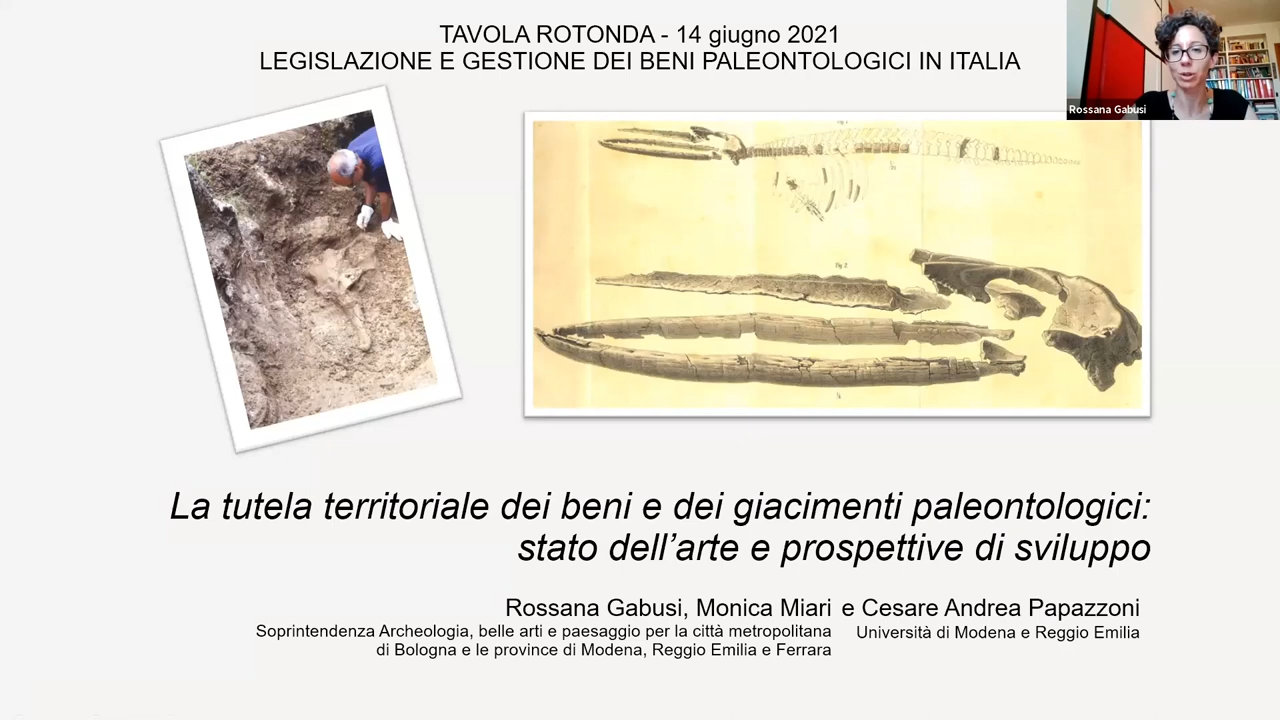 TAVOLA ROTONDA - 14 giugno 2021
LEGISLAZIONE E GESTIONE DEI BENI PALEONTOLOGICI IN ITALIA
Rossana Gabusi
Fig 2
La tutela territoriale dei beni e dei giacimenti paleontologici:
stato dell'arte e prospettive di sviluppo
Rossana Gabusi, Monica Miari e Cesare Andrea Papazzoni
Soprintendenza Archeologia, belle arti e paesaggio per la città metropolitana
di Bologna e le province di Modena, Reggio Emilia e Ferrara
Università di Modena e Reggio Emilia